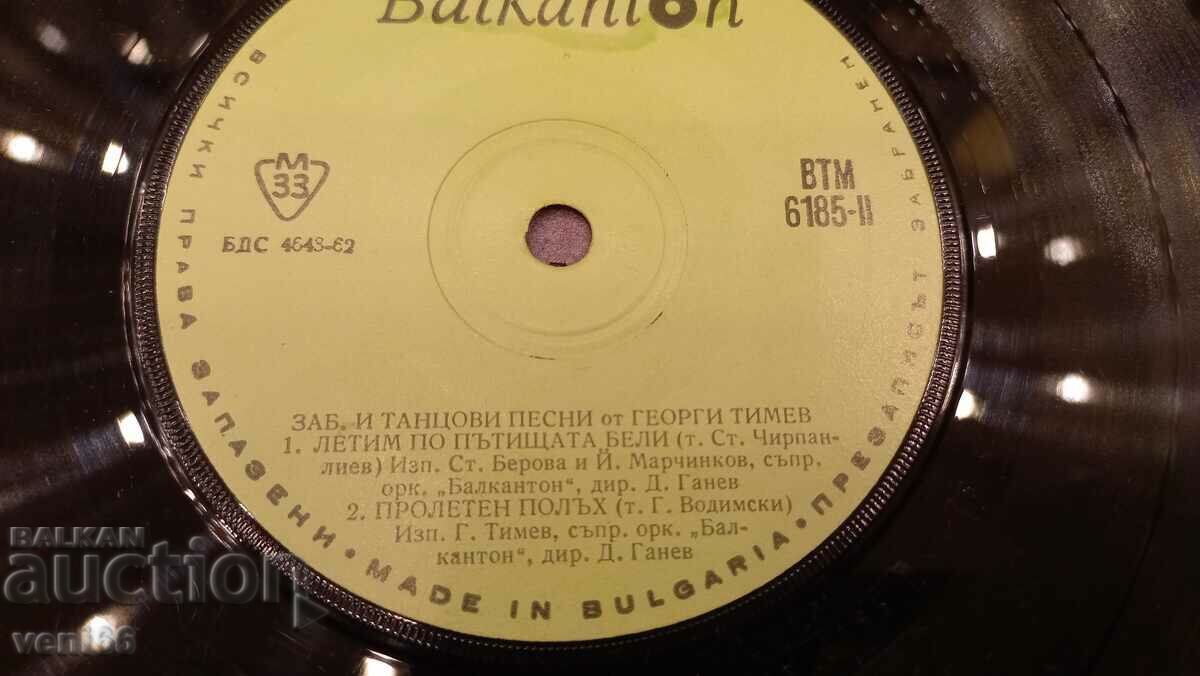 Balkanton
ВСИЧКИ ПРАВА ЗАПАЗЕНИ • MADE IN BULGARIA • ПРЕЗАПИСЪТ ЗАБРАНЕН
М
33
БДС 4643-62
ВТМ
6185-II
ЗАБ. И ТАНЦОВИ ПЕСНИ от ГЕОРГИ ТИМЕВ
1. ЛЕТИМ ПО ПЪТИЩАТА БЕЛИ (т. Ст. Чирпан-
лиев) Изп. Ст. Берова и Й. Марчинков, съпр.
орк. „Балкантон“, дир. Д. Ганев
2. ПРОЛЕТЕН ПОЛЪХ (т. Г. Водимски)
Изп. Г. Тимев, съпр. орк. „Бал-
кантон“, дир. Д. Ганев
BALKAN
auction
veni66